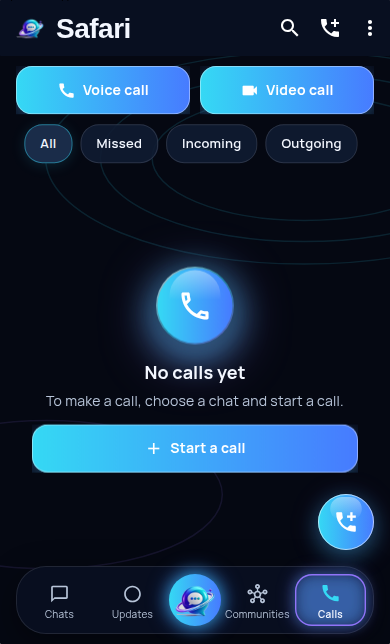 Safari
Voice call
Video call
All
Missed
Incoming
Outgoing
No calls yet
To make a call, choose a chat and start a call.
Start a call
Chats
Updates
Communities
Calls